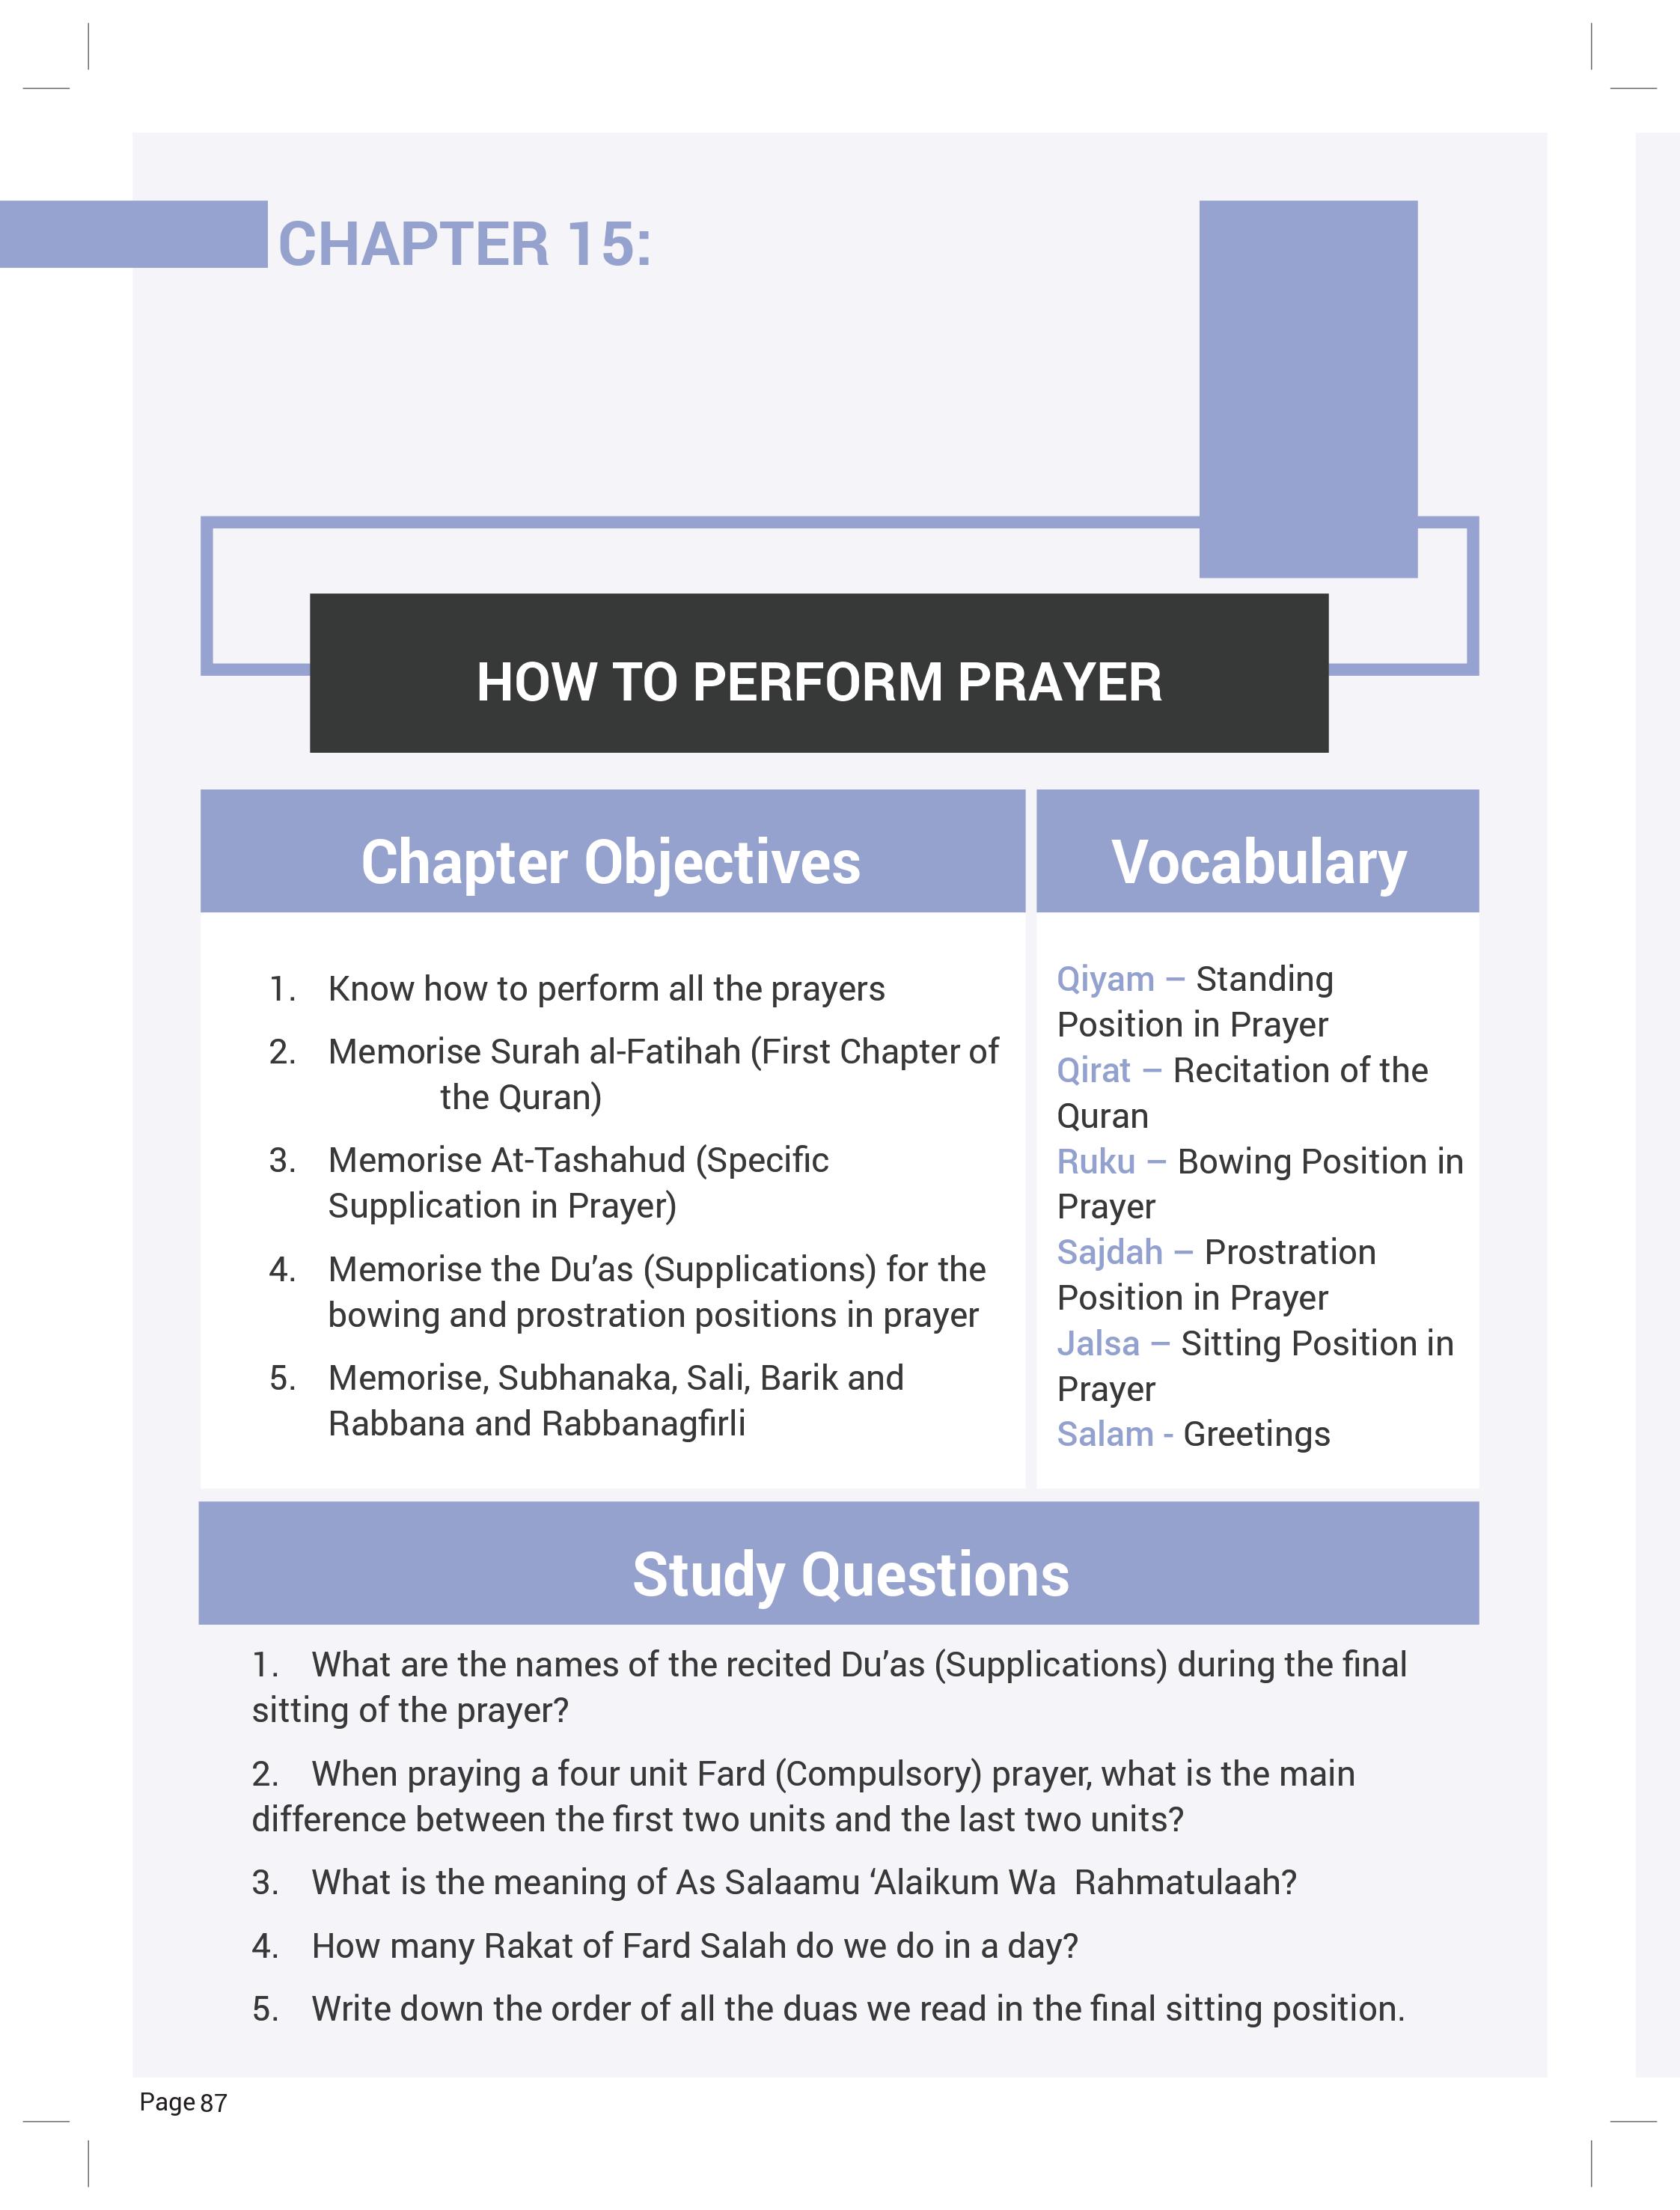 CHAPTER 15:
HOW TO PERFORM PRAYER
Chapter Objectives
1. Know how to perform all the prayers
2. Memorise Surah al-Fatihah (First Chapter of
the Quran)
3. Memorise At-Tashahud (Specific
Supplication in Prayer)
4. Memorise the Du’as (Supplications) for the
bowing and prostration positions in prayer
5. Memorise, Subhanaka, Sali, Barik and
Rabbana and Rabbanagfirli
Vocabulary
Qiyam – Standing
Position in Prayer
Qirat – Recitation of the
Quran
Ruku – Bowing Position in
Prayer
Sajdah – Prostration
Position in Prayer
Jalsa – Sitting Position in
Prayer
Salam - Greetings
Study Questions
1. What are the names of the recited Du’as (Supplications) during the final
sitting of the prayer?
2. When praying a four unit Fard (Compulsory) prayer, what is the main
difference between the first two units and the last two units?
3. What is the meaning of As Salaamu ‘Alaikum Wa  Rahmatulaah?
4. How many Rakat of Fard Salah do we do in a day?
5. Write down the order of all the duas we read in the final sitting position.
Page 87